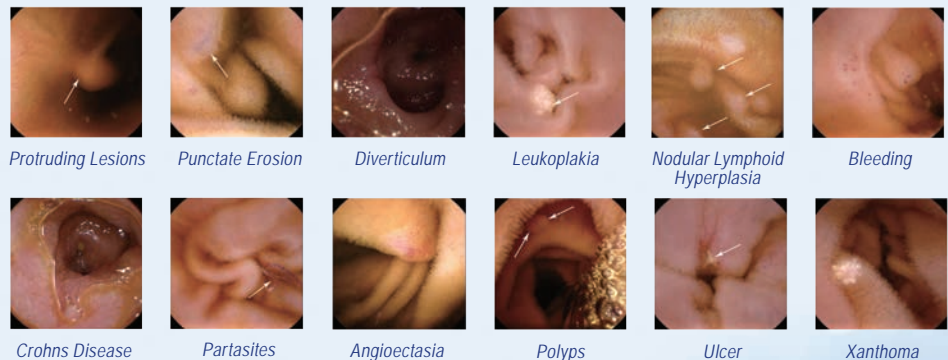 Protruding Lesions
Punctate Erosion
Diverticulum
Leukoplakia
Nodular Lymphoid
Hyperplasia
Bleeding
Crohns Disease
Partasites
Angioectasia
Polyps
Ulcer
Xanthoma